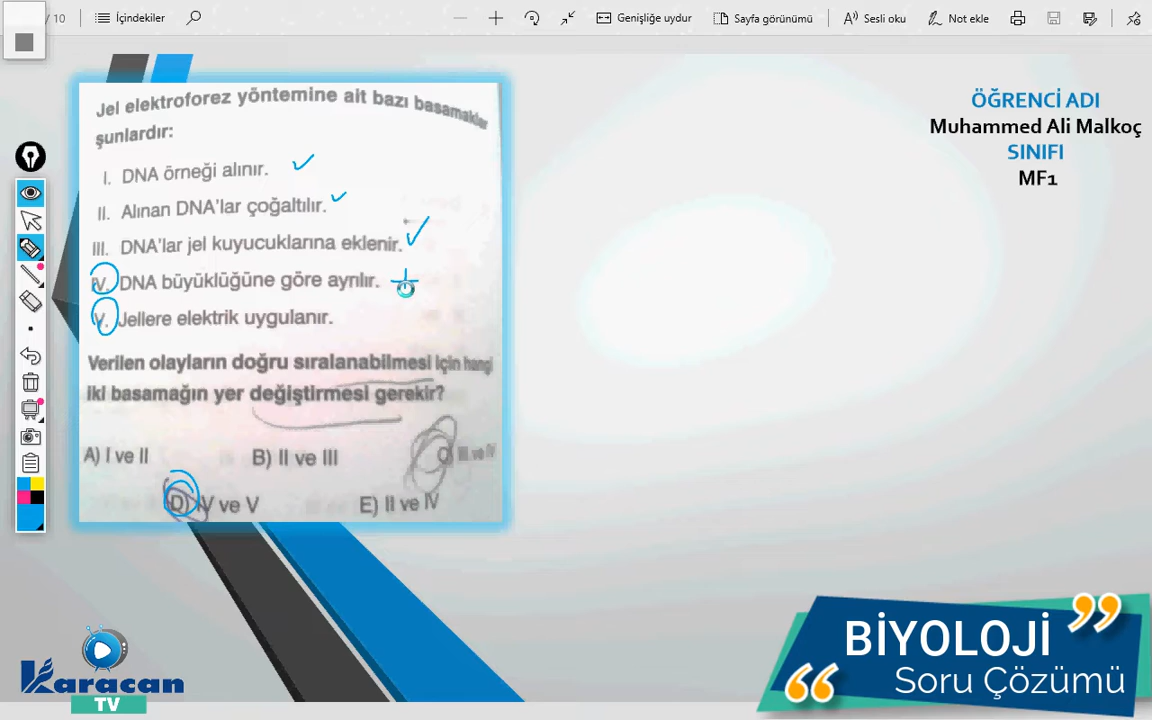 / 10
İçindekiler
Genişliğe uydur
Sayfa görünümü
Sesli oku
Not ekle
Jel elektroforez yöntemine ait bazı basamaklar
şunlardır:
I. DNA örneği alınır.
II. Alınan DNA'lar çoğaltılır.
III. DNA'lar jel kuyucuklarına eklenir.
IV. DNA büyüklüğüne göre ayrılır.
V. Jellere elektrik uygulanır.
Verilen olayların doğru sıralanabilmesi için hangi
iki basamağın yer değiştirmesi gerekir?
A) I ve II
B) II ve III
C) III ve IV
D) IV ve V
E) II ve IV
ÖĞRENCİ ADI
Muhammed Ali Malkoç
SINIFI
MF1
Karacan
TV
BİYOLOJİ
Soru Çözümü